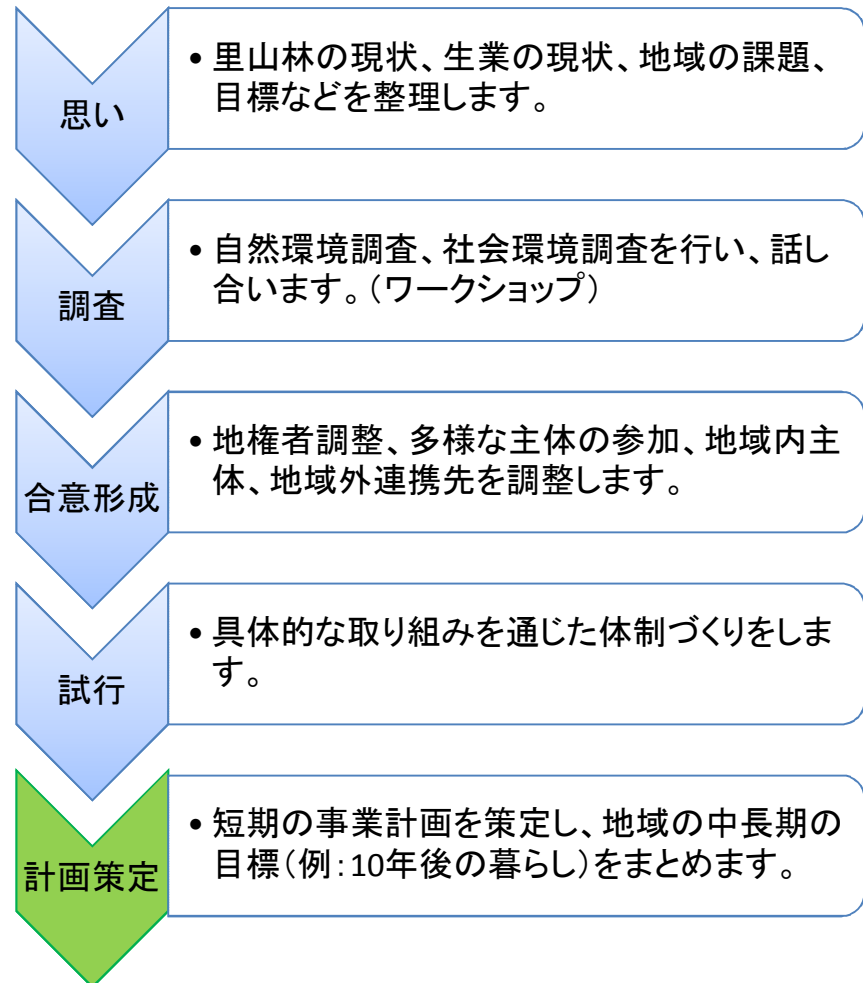 思い
• 里山林の現状、生業の現状、地域の課題、
目標などを整理します。
調査
• 自然環境調査、社会環境調査を行い、話し
合います。（ワークショップ）
合意形成
• 地権者調整、多様な主体の参加、地域内主
体、地域外連携先を調整します。
試行
• 具体的な取り組みを通じた体制づくりをしま
す。
計画策定
• 短期の事業計画を策定し、地域の中長期の
目標（例：10年後の暮らし）をまとめます。